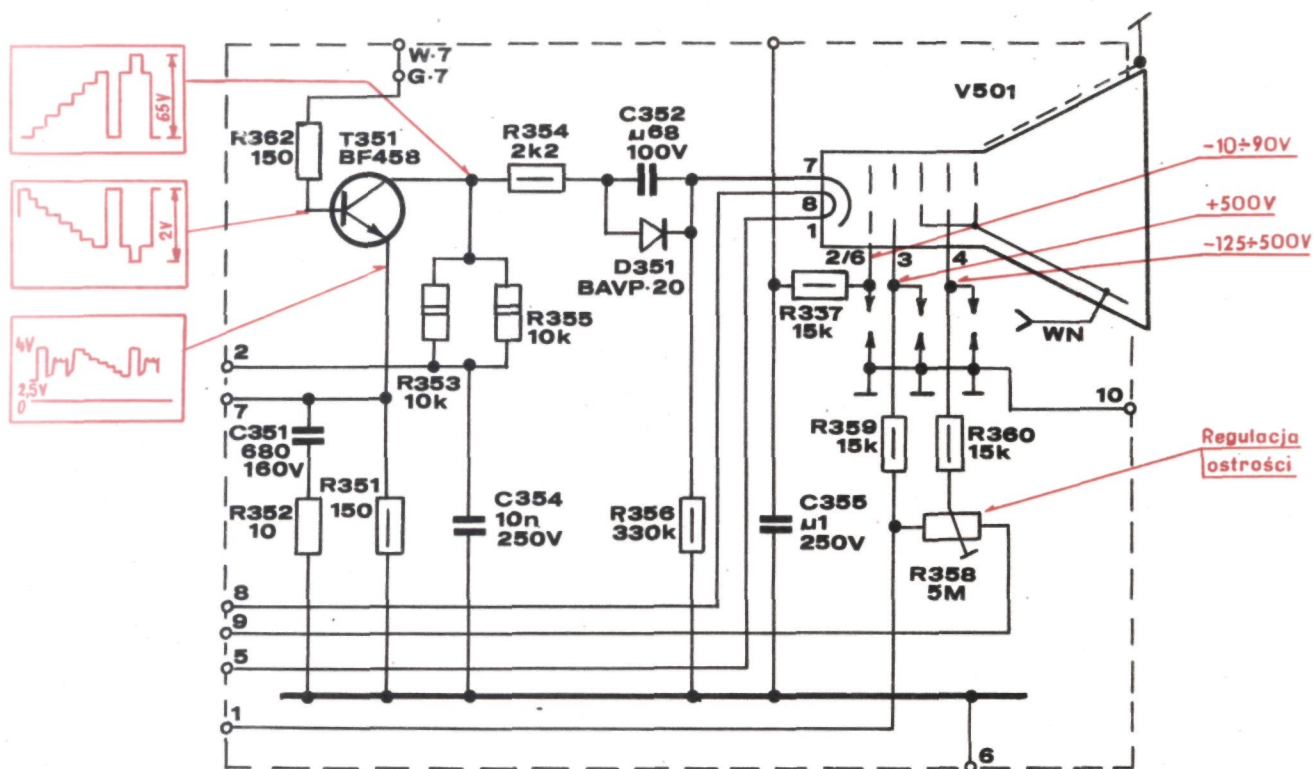 65V
2V
4V
2,5V
0
W·7
G·7
R362
150
T351
BF458
R354
2k2
C352
µ68
100V
D351
BAVP·20
R355
10k
R353
10k
2
7
C351
680
160V
R352
10
R351
150
C354
10n
250V
R356
330k
8
9
5
1
V501
7
8
1
2/6
3
4
R357
15k
WN
10
R359
15k
R360
15k
C355
µ1
250V
R358
5M
6
-10÷90V
+500V
-125÷500V
Regulacja
ostrości